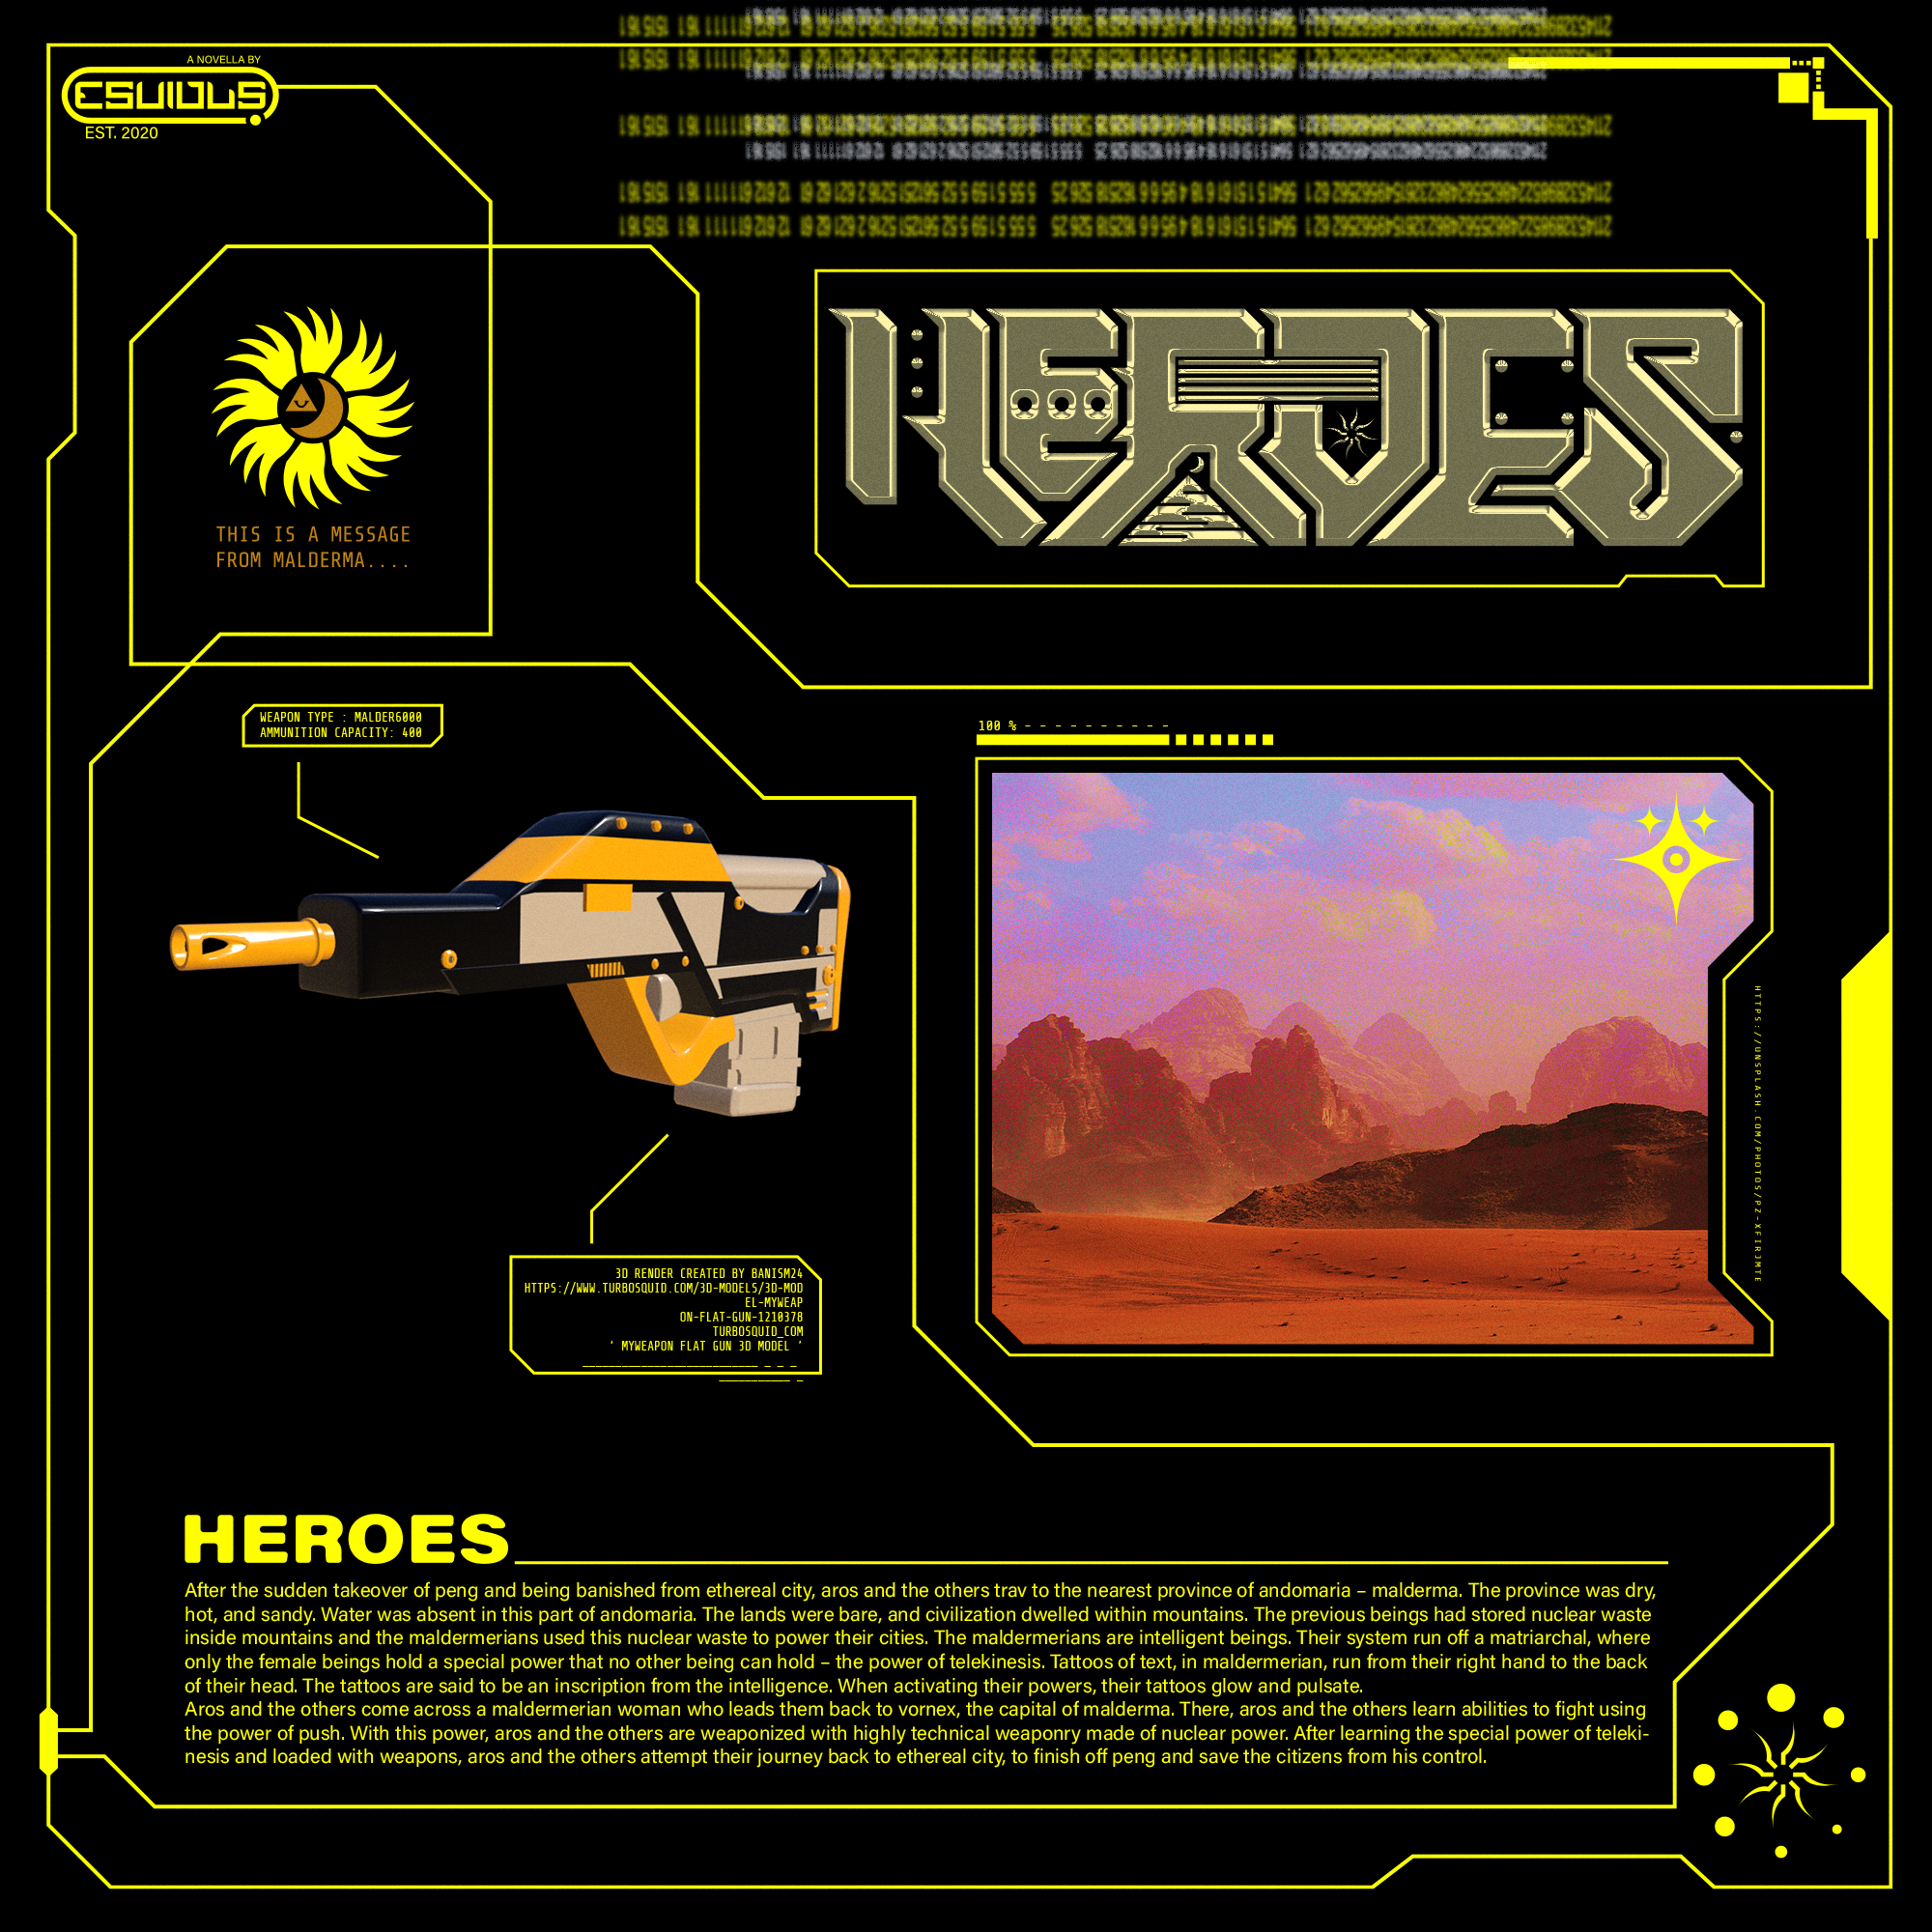 A NOVELLA BY
ESUIDUS
EST. 2020
HEROES
THIS IS A MESSAGE
FROM MALDERMA....
WEAPON TYPE : MALDER6000
AMMUNITION CAPACITY: 400
100 % - - - - - - - - - -
HTTPS://UNSPLASH.COM/PHOTOS/PZ-XFIRJMTE
3D RENDER CREATED BY BANISM24
HTTPS://WWW.TURBOSQUID.COM/3D-MODELS/3D-MOD
EL-MYWEAP
ON-FLAT-GUN-1210378
TURBOSQUID_COM
' MYWEAPON FLAT GUN 3D MODEL '
HEROES
After the sudden takeover of peng and being banished from ethereal city, aros and the others trav to the nearest province of andomaria – malderma. The province was dry,
hot, and sandy. Water was absent in this part of andomaria. The lands were bare, and civilization dwelled within mountains. The previous beings had stored nuclear waste
inside mountains and the maldermerians used this nuclear waste to power their cities. The maldermerians are intelligent beings. Their system run off a matriarchal, where
only the female beings hold a special power that no other being can hold – the power of telekinesis. Tattoos of text, in maldermerian, run from their right hand to the back
of their head. The tattoos are said to be an inscription from the intelligence. When activating their powers, their tattoos glow and pulsate.
Aros and the others come across a maldermerian woman who leads them back to vornex, the capital of malderma. There, aros and the others learn abilities to fight using
the power of push. With this power, aros and the others are weaponized with highly technical weaponry made of nuclear power. After learning the special power of teleki-
nesis and loaded with weapons, aros and the others attempt their journey back to ethereal city, to finish off peng and save the citizens from his control.